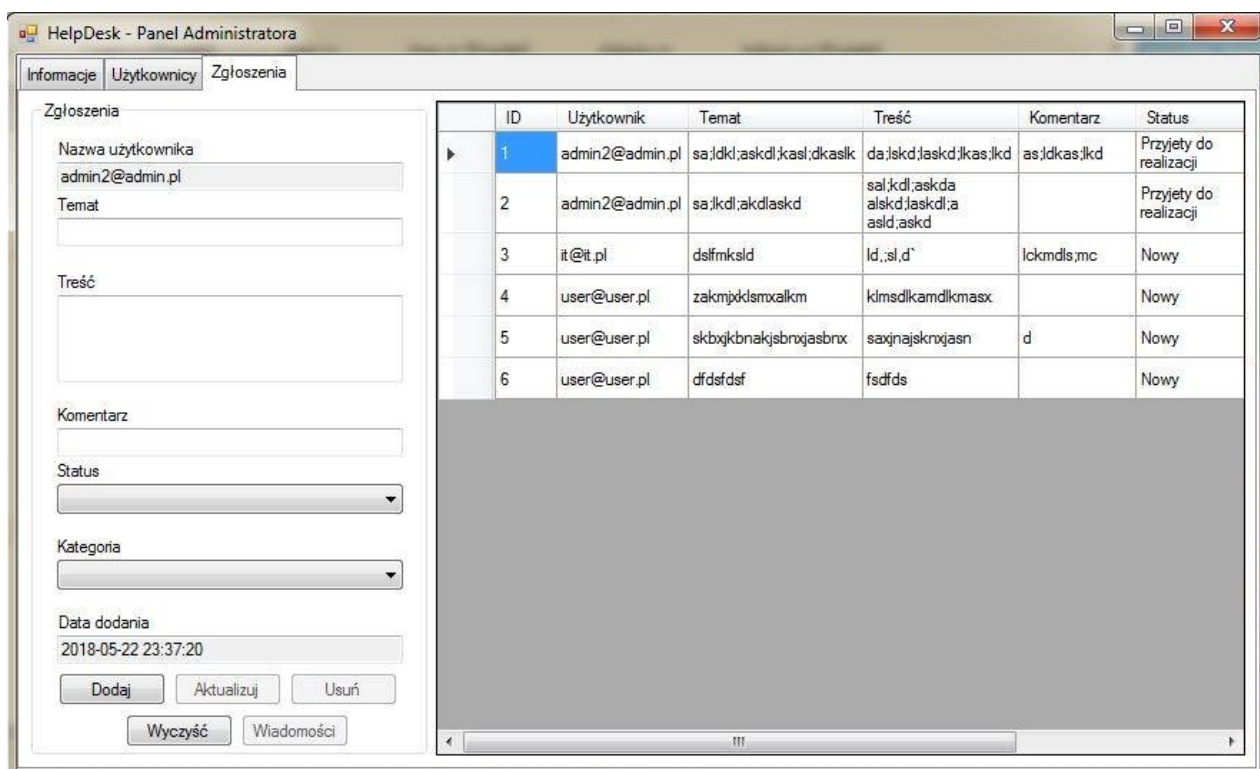 HelpDesk - Panel Administratora
Informacje Użytkownicy Zgłoszenia
Zgłoszenia
Nazwa użytkownika
admin2@admin.pl
Temat
Treść
Komentarz
Status
Kategoria
Data dodania
2018-05-22 23:37:20
Dodaj Aktualizuj Usuń
Wyczyść Wiadomości
ID Użytkownik Temat Treść Komentarz Status
1 admin2@admin.pl sa;ldkl;askdl;kasl;dkaslk da;lskd;laskd;lkas;lkd as;ldkas;lkd Przyjety do
realizacji
2 admin2@admin.pl sa;lkdl;akdlaskd sal;kdl;askda Przyjety do
alskd;laskdl;a realizacji
asld;askd
3 it@it.pl dslfmksld ld,;sl,d` lckmdls;mc Nowy
4 user@user.pl zakmjxklsmxalkm klmsdlkamdlkmasx Nowy
5 user@user.pl skbxjkbnakjsbnxjasbnx saxjnajsknxjasn d Nowy
6 user@user.pl dfdsfdsf fsdfds Nowy